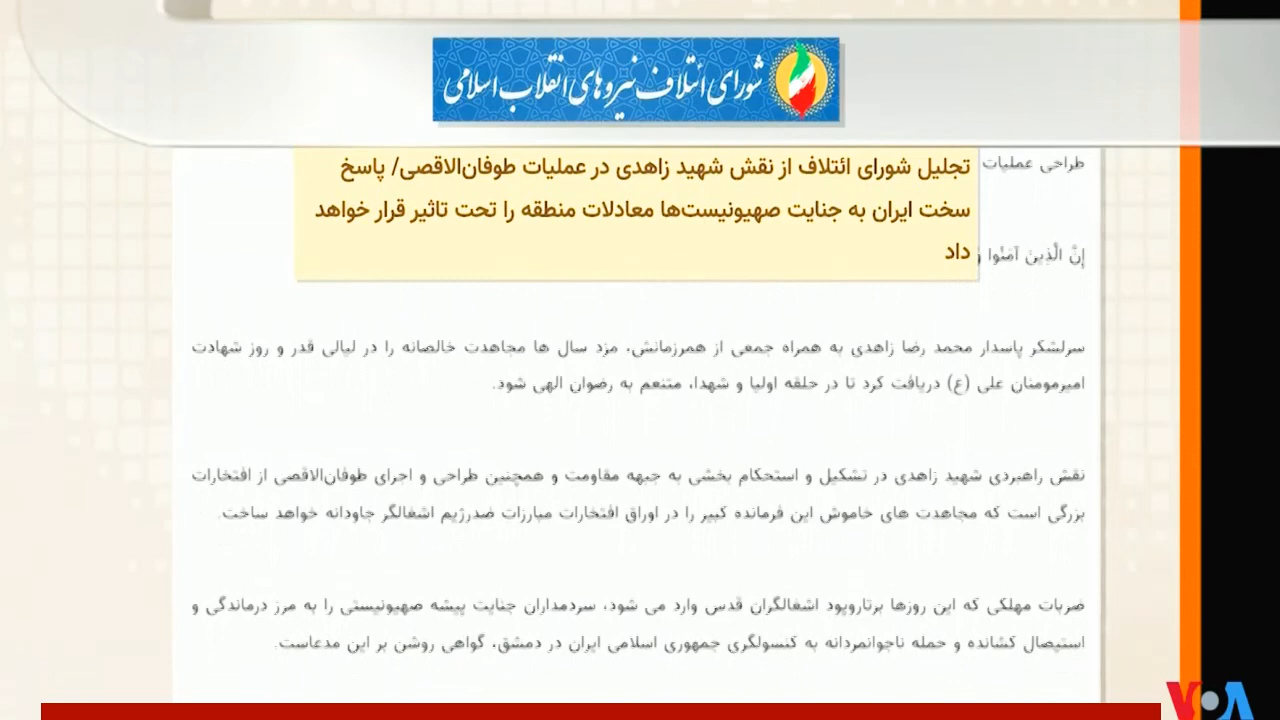 شورای ائتلاف نیروهای انقلاب اسلامی
تجلیل شورای ائتلاف از نقش شهید زاهدی در عملیات طوفان‌الاقصی/ پاسخ
سخت ایران به جنایت صهیونیست‌ها معادلات منطقه را تحت تاثیر قرار خواهد
داد
طراحی عملیات
إِنَّ الَّذِينَ آمَنُوا
سرلشکر پاسدار محمد رضا زاهدی به همراه جمعی از همرزمانش، مزد سال ها مجاهدت خالصانه را در لیالی قدر و روز شهادت
امیرمومنان علی (ع) دریافت کرد تا در حلقه اولیا و شهدا، متنعم به رضوان الهی شود.
نقش راهبردی شهید زاهدی در تشکیل و استحکام بخشی به جبهه مقاومت و همچنین طراحی و اجرای طوفان‌الاقصی از افتخارات
بزرگی است که مجاهدت های خاموش این فرمانده کبیر را در اوراق افتخارات مبارزات ضدرژیم اشغالگر جاودانه خواهد ساخت.
ضربات مهلکی که این روزها برتاروپود اشغالگران قدس وارد می شود، سردمداران جنایت پیشه صهیونیستی را به مرز درماندگی و
استیصال کشانده و حمله ناجوانمردانه به کنسولگری جمهوری اسلامی ایران در دمشق، گواهی روشن بر این مدعاست.
VOA